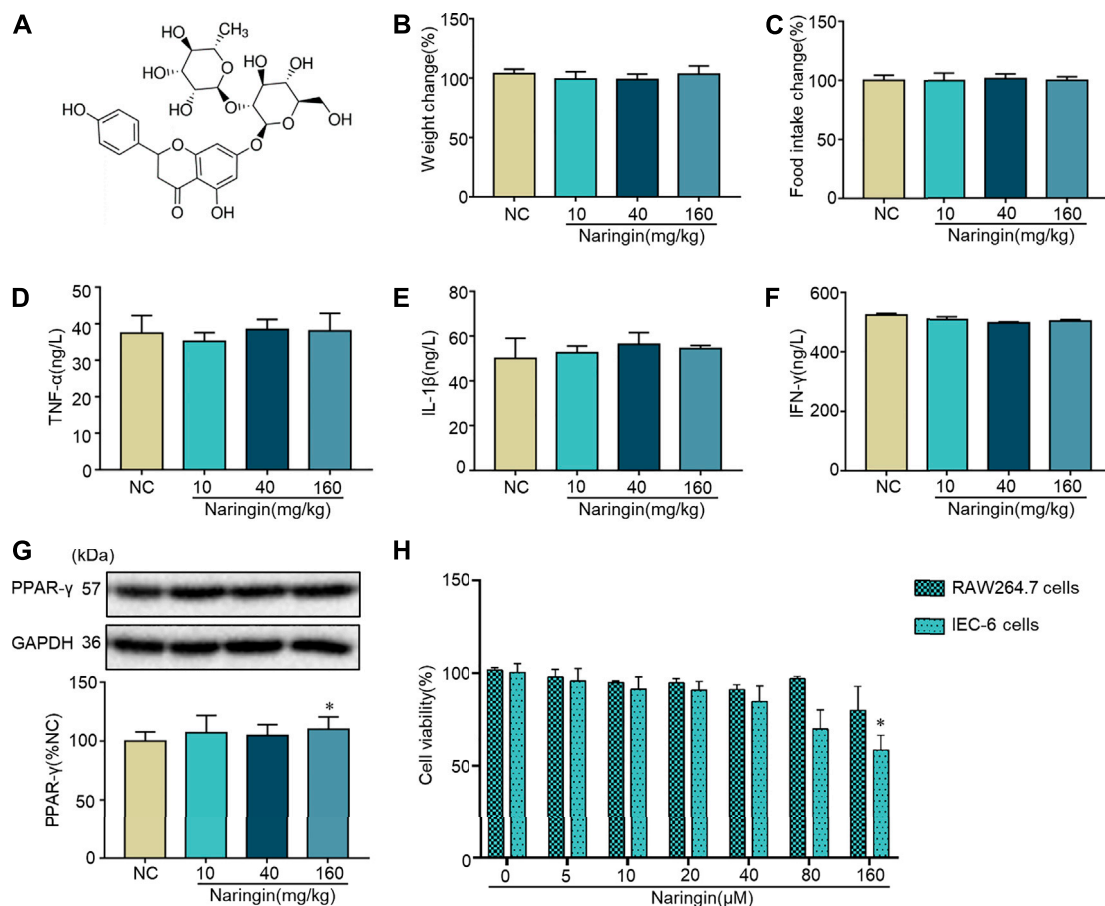 A
CH₃
HO
HO
O
HO
OH
OH
HO
O
O
OH
HO
O
O
O
OH
B
Weight change(%)
150
100
50
0
NC
10
40
160
Naringin(mg/kg)
C
Food intake change(%)
150
100
50
0
NC
10
40
160
Naringin(mg/kg)
D
TNF-α(ng/L)
50
40
30
20
10
0
NC
10
40
160
Naringin(mg/kg)
E
IL-1β(ng/L)
80
60
40
20
0
NC
10
40
160
Naringin(mg/kg)
F
IFN-γ(ng/L)
600
400
200
0
NC
10
40
160
Naringin(mg/kg)
G
(kDa)
PPAR-γ 57
GAPDH 36
PPAR-γ(%NC)
150
100
50
0
*
NC
10
40
160
Naringin(mg/kg)
H
Cell viability(%)
150
100
50
0
*
0
5
10
20
40
80
160
Naringin(μM)
RAW264.7 cells
IEC-6 cells